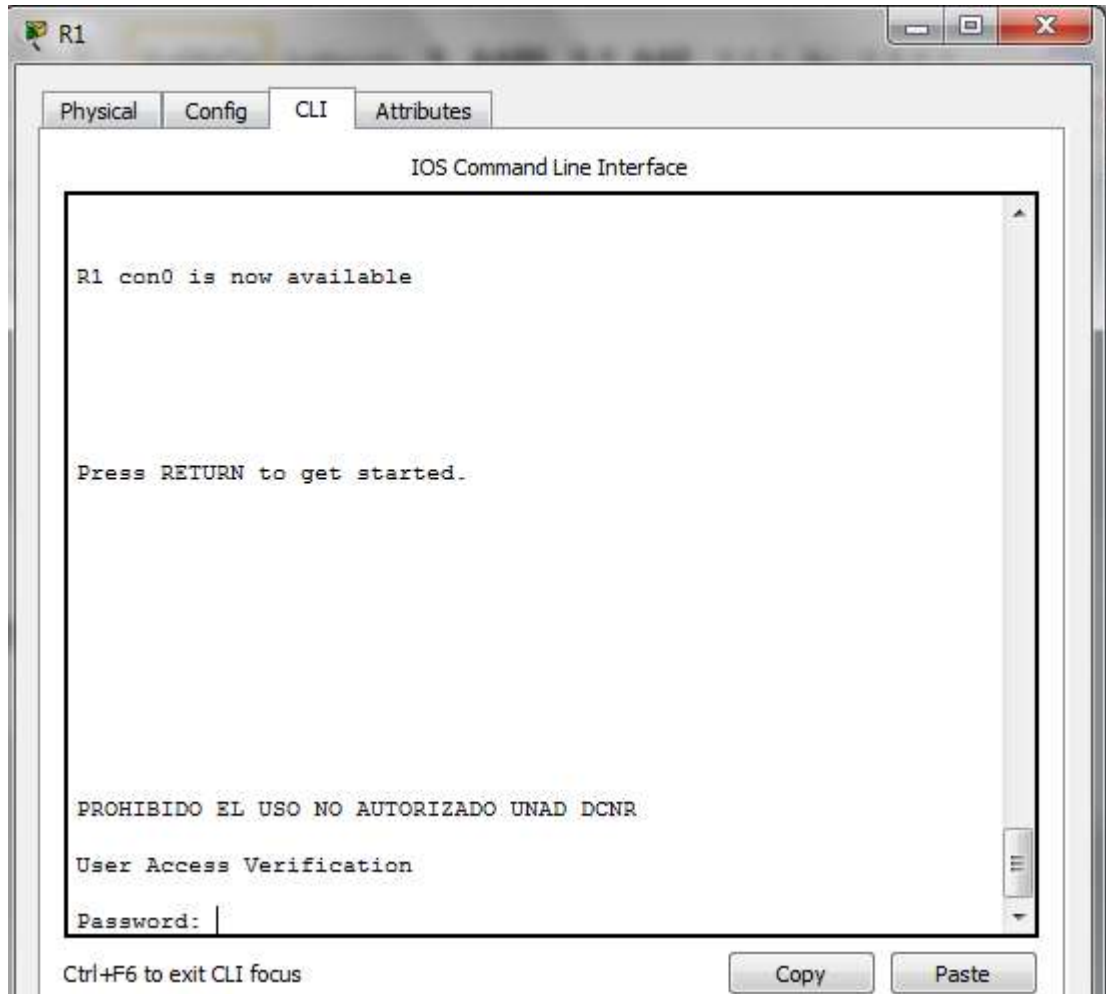 R1
Physical Config CLI Attributes
IOS Command Line Interface
R1 con0 is now available
Press RETURN to get started.
PROHIBIDO EL USO NO AUTORIZADO UNAD DCNR
User Access Verification
Password:
Ctrl+F6 to exit CLI focus
Copy Paste